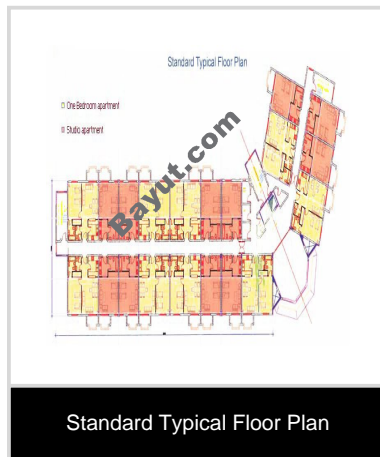 Standard Typical Floor Plan
One Bedroom apartment
Studio apartment
Bayut.com
Standard Typical Floor Plan